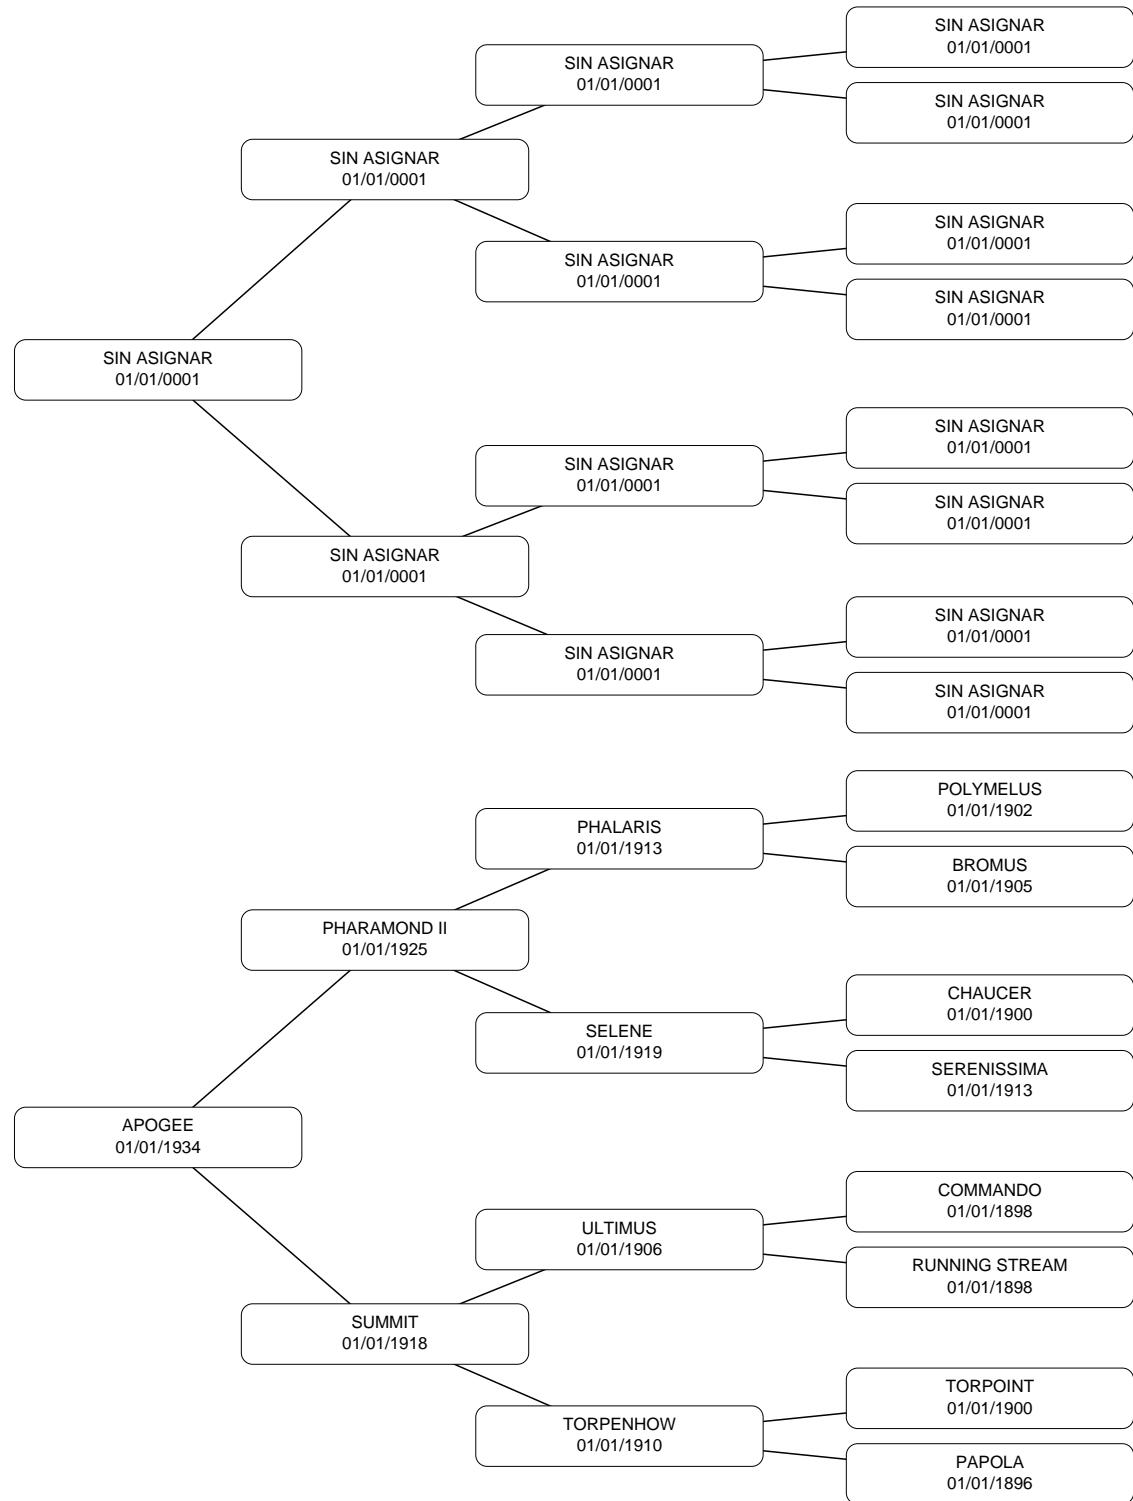 SIN ASIGNAR
01/01/0001
SIN ASIGNAR
01/01/0001
SIN ASIGNAR
01/01/0001
SIN ASIGNAR
01/01/0001
SIN ASIGNAR
01/01/0001
SIN ASIGNAR
01/01/0001
SIN ASIGNAR
01/01/0001
SIN ASIGNAR
01/01/0001
SIN ASIGNAR
01/01/0001
SIN ASIGNAR
01/01/0001
SIN ASIGNAR
01/01/0001
SIN ASIGNAR
01/01/0001
SIN ASIGNAR
01/01/0001
SIN ASIGNAR
01/01/0001
SIN ASIGNAR
01/01/0001
POLYMELUS
01/01/1902
PHALARIS
01/01/1913
BROMUS
01/01/1905
PHARAMOND II
01/01/1925
CHAUCER
01/01/1900
SELENE
01/01/1919
SERENISSIMA
01/01/1913
APOGEE
01/01/1934
COMMANDO
01/01/1898
ULTIMUS
01/01/1906
RUNNING STREAM
01/01/1898
SUMMIT
01/01/1918
TORPOINT
01/01/1900
TORPENHOW
01/01/1910
PAPOLA
01/01/1896